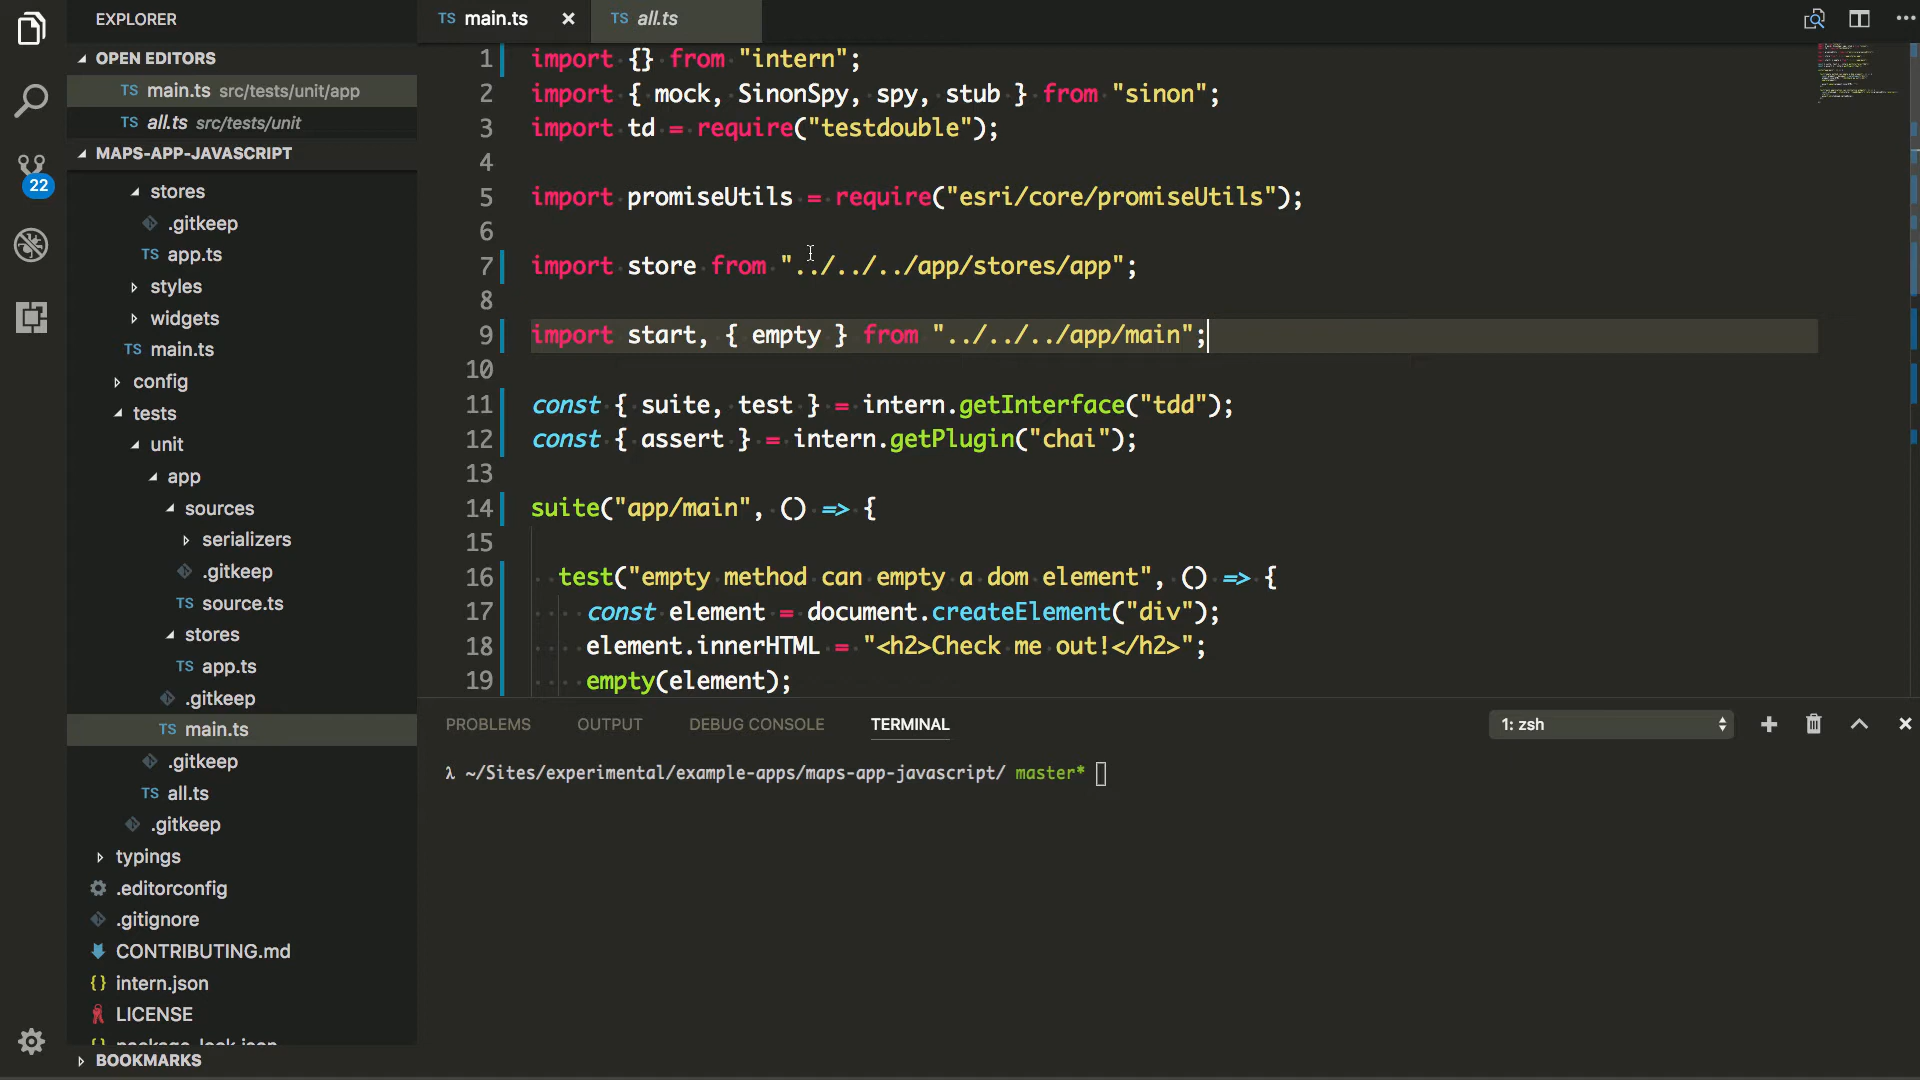 EXPLORER
OPEN EDITORS
TS main.ts src/tests/unit/app
TS all.ts src/tests/unit
MAPS-APP-JAVASCRIPT
stores
.gitkeep
TS app.ts
styles
widgets
TS main.ts
config
tests
unit
app
sources
serializers
.gitkeep
TS source.ts
stores
TS app.ts
.gitkeep
TS main.ts
.gitkeep
TS all.ts
.gitkeep
typings
.editorconfig
.gitignore
CONTRIBUTING.md
{} intern.json
LICENSE
{} package-lock.json
BOOKMARKS
22
TS main.ts
TS all.ts
1 import {} from "intern";
2 import { mock, SinonSpy, spy, stub } from "sinon";
3 import td = require("testdouble");
4
5 import promiseUtils = require("esri/core/promiseUtils");
6
7 import store from "../../../app/stores/app";
8
9 import start, { empty } from "../../../app/main";
10
11 const { suite, test } = intern.getInterface("tdd");
12 const { assert } = intern.getPlugin("chai");
13
14 suite("app/main", () => {
15
16 test("empty method can empty a dom element", () => {
17 const element = document.createElement("div");
18 element.innerHTML = "<h2>Check me out!</h2>";
19 empty(element);
PROBLEMS OUTPUT DEBUG CONSOLE TERMINAL 1: zsh
λ ~/Sites/experimental/example-apps/maps-app-javascript/ master*